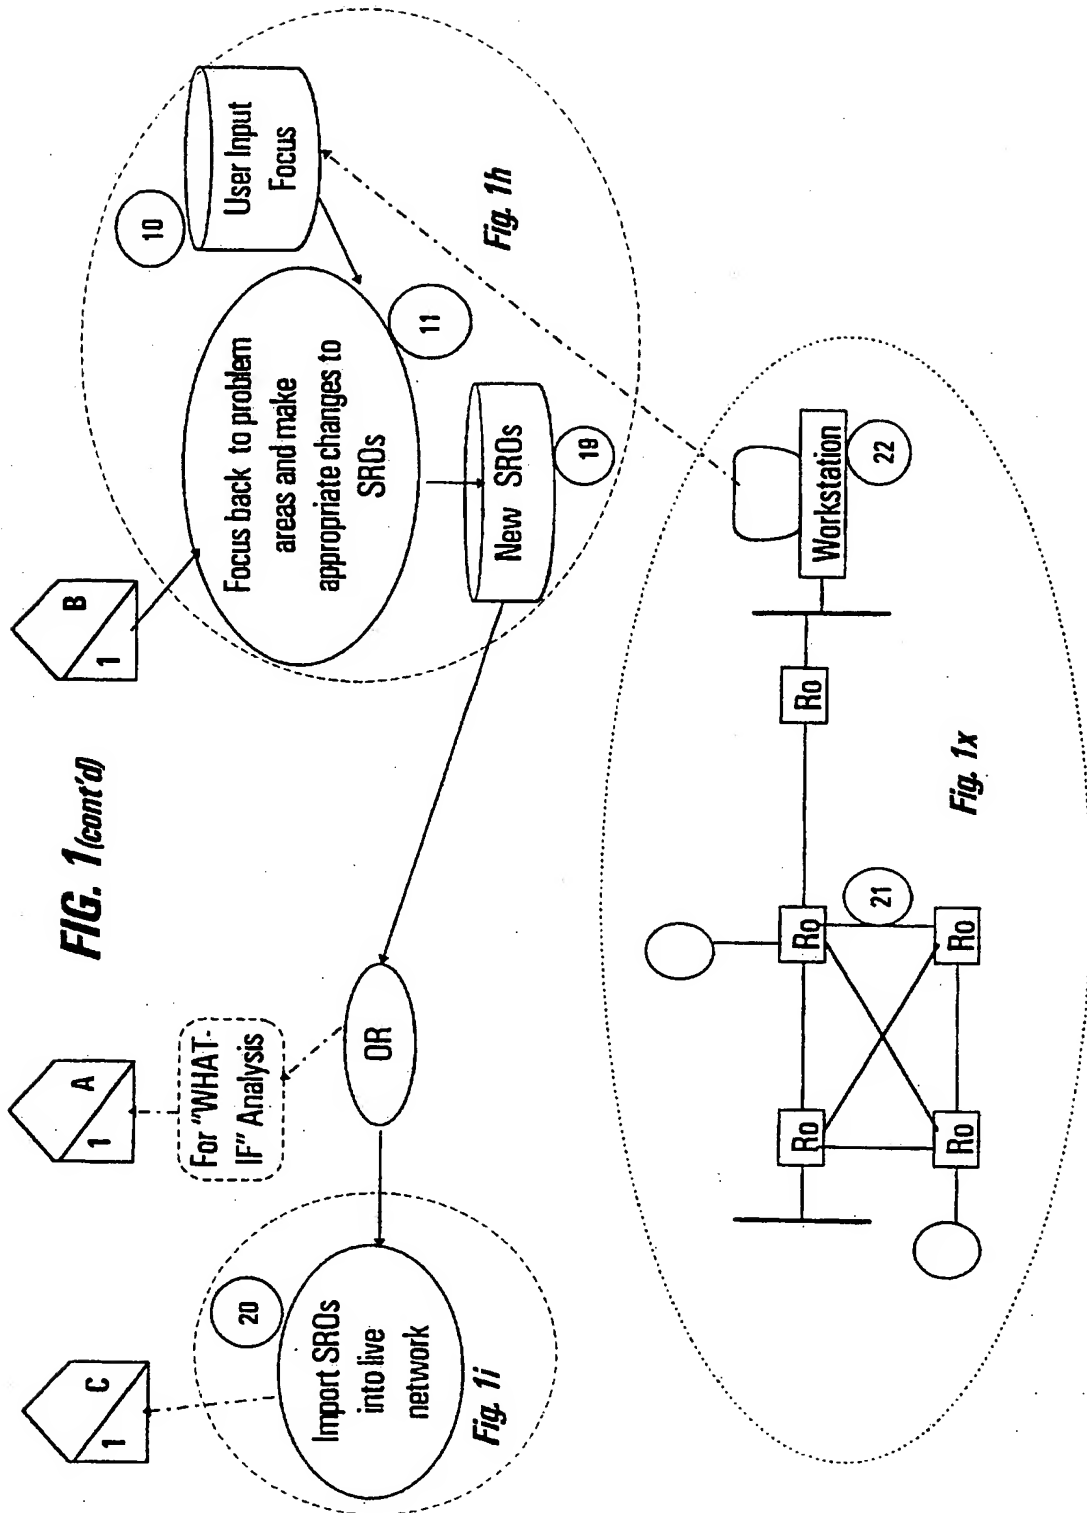 FIG. 1 (cont'd)
1 C
1 A
1 B
20
Import SROs
into live
network
Fig. 1i
For "WHAT-
IF" Analysis
OR
10
User Input
Focus
Focus back to problem
areas and make
appropriate changes to
SROs
11
New SROs
19
Fig. 1h
Ro
Ro
Ro
Ro
Ro
21
Workstation
22
Fig. 1x